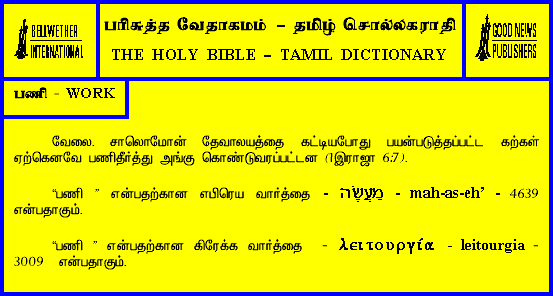 BELLWETHER
INTERNATIONAL
பரிசுத்த வேதாகமம் – தமிழ் சொல்லகராதி
THE HOLY BIBLE – TAMIL DICTIONARY
GOOD NEWS
PUBLISHERS
பணி - WORK
வேலை. சாலொமோன் தேவாலயத்தை கட்டியபோது பயன்படுத்தப்பட்ட கற்கள்
ஏற்கெனவே பணிதீர்த்து அங்கு கொண்டுவரப்பட்டன (1இராஜா 6:7).
“பணி ” என்பதற்கான எபிரெய வார்த்தை - מַעֲשֶׂה - mah-as-eh’ - 4639
என்பதாகும்.
“பணி ” என்பதற்கான கிரேக்க வார்த்தை - λειτουργία - leitourgia -
3009 என்பதாகும்.